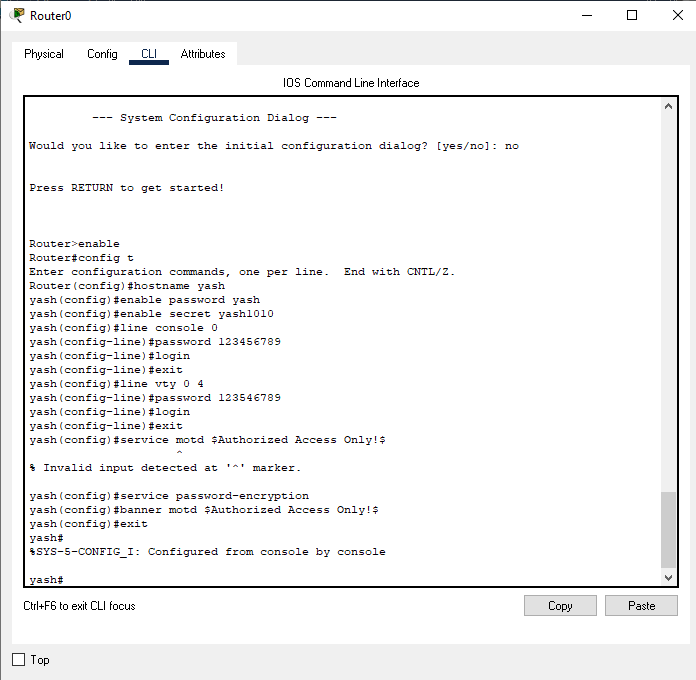 Router0
Physical Config CLI Attributes
IOS Command Line Interface
--- System Configuration Dialog ---
Would you like to enter the initial configuration dialog? [yes/no]: no
Press RETURN to get started!
Router>enable
Router#config t
Enter configuration commands, one per line.  End with CNTL/Z.
Router(config)#hostname yash
yash(config)#enable password yash
yash(config)#enable secret yash1010
yash(config)#line console 0
yash(config-line)#password 123456789
yash(config-line)#login
yash(config-line)#exit
yash(config)#line vty 0 4
yash(config-line)#password 123546789
yash(config-line)#login
yash(config-line)#exit
yash(config)#service motd $Authorized Access Only!$
^
% Invalid input detected at '^' marker.
yash(config)#service password-encryption
yash(config)#banner motd $Authorized Access Only!$
yash(config)#exit
yash#
%SYS-5-CONFIG_I: Configured from console by console
yash#
Ctrl+F6 to exit CLI focus
Copy Paste
Top